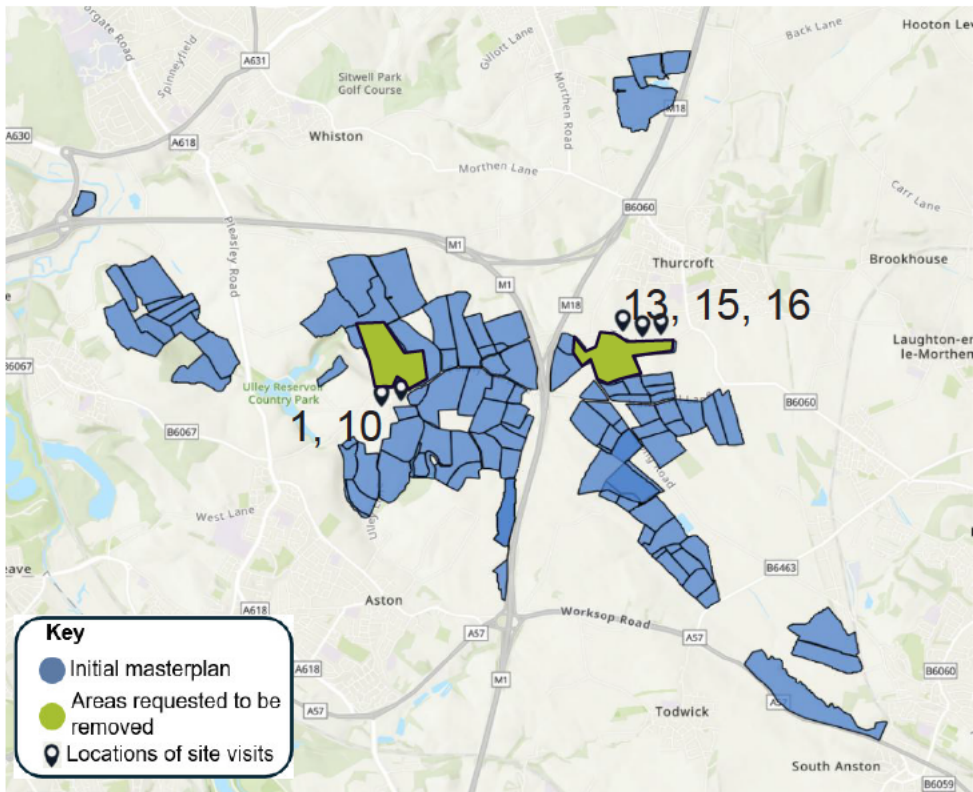 Back Lane
Hooton Lev
A631
Spinneyfield
Gillott Lane
Sitwell Park
Golf Course
Morthen Road
M18
A630
A618
Whiston
Morthen Lane
Carr Lane
B6060
Pleasley Road
M1
Thurcroft
Brookhouse
M1
M18
13, 15, 16
Laughton-en
le-Morthen
B6067
Ulley Reservoir
Country Park
B6060
1, 10
B6067
West Lane
B6463
eave
Aston
A618
Worksop Road
A57
A57
Key
Initial masterplan
Areas requested to be
removed
Locations of site visits
A618
A57
M1
B6060
Todwick
South Anston
B6059